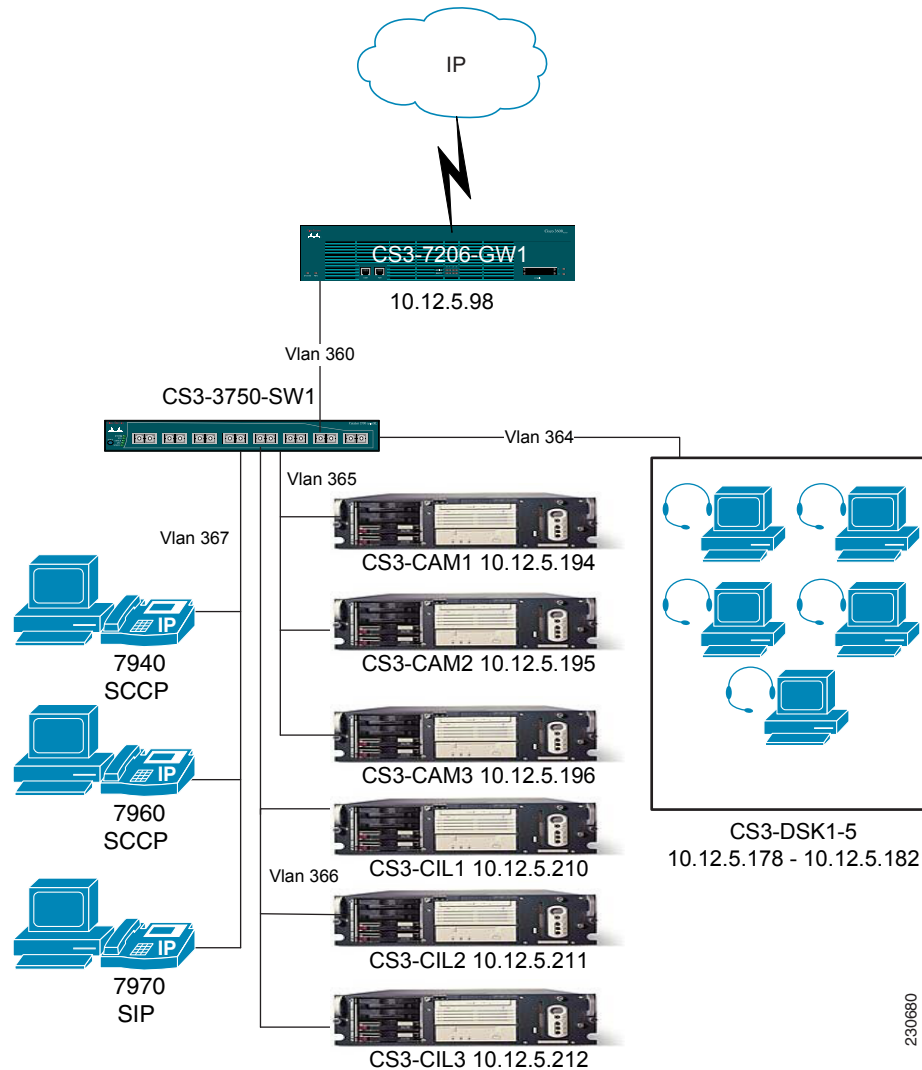 IP
CS3-7206-GW1
10.12.5.98
Vlan 360
CS3-3750-SW1
Vlan 364
Vlan 365
Vlan 367
CS3-CAM1 10.12.5.194
IP
7940
SCCP
CS3-CAM2 10.12.5.195
IP
7960
SCCP
CS3-CAM3 10.12.5.196
CS3-DSK1-5
10.12.5.178 - 10.12.5.182
CS3-CIL1 10.12.5.210
Vlan 366
IP
7970
SIP
CS3-CIL2 10.12.5.211
CS3-CIL3 10.12.5.212
230680